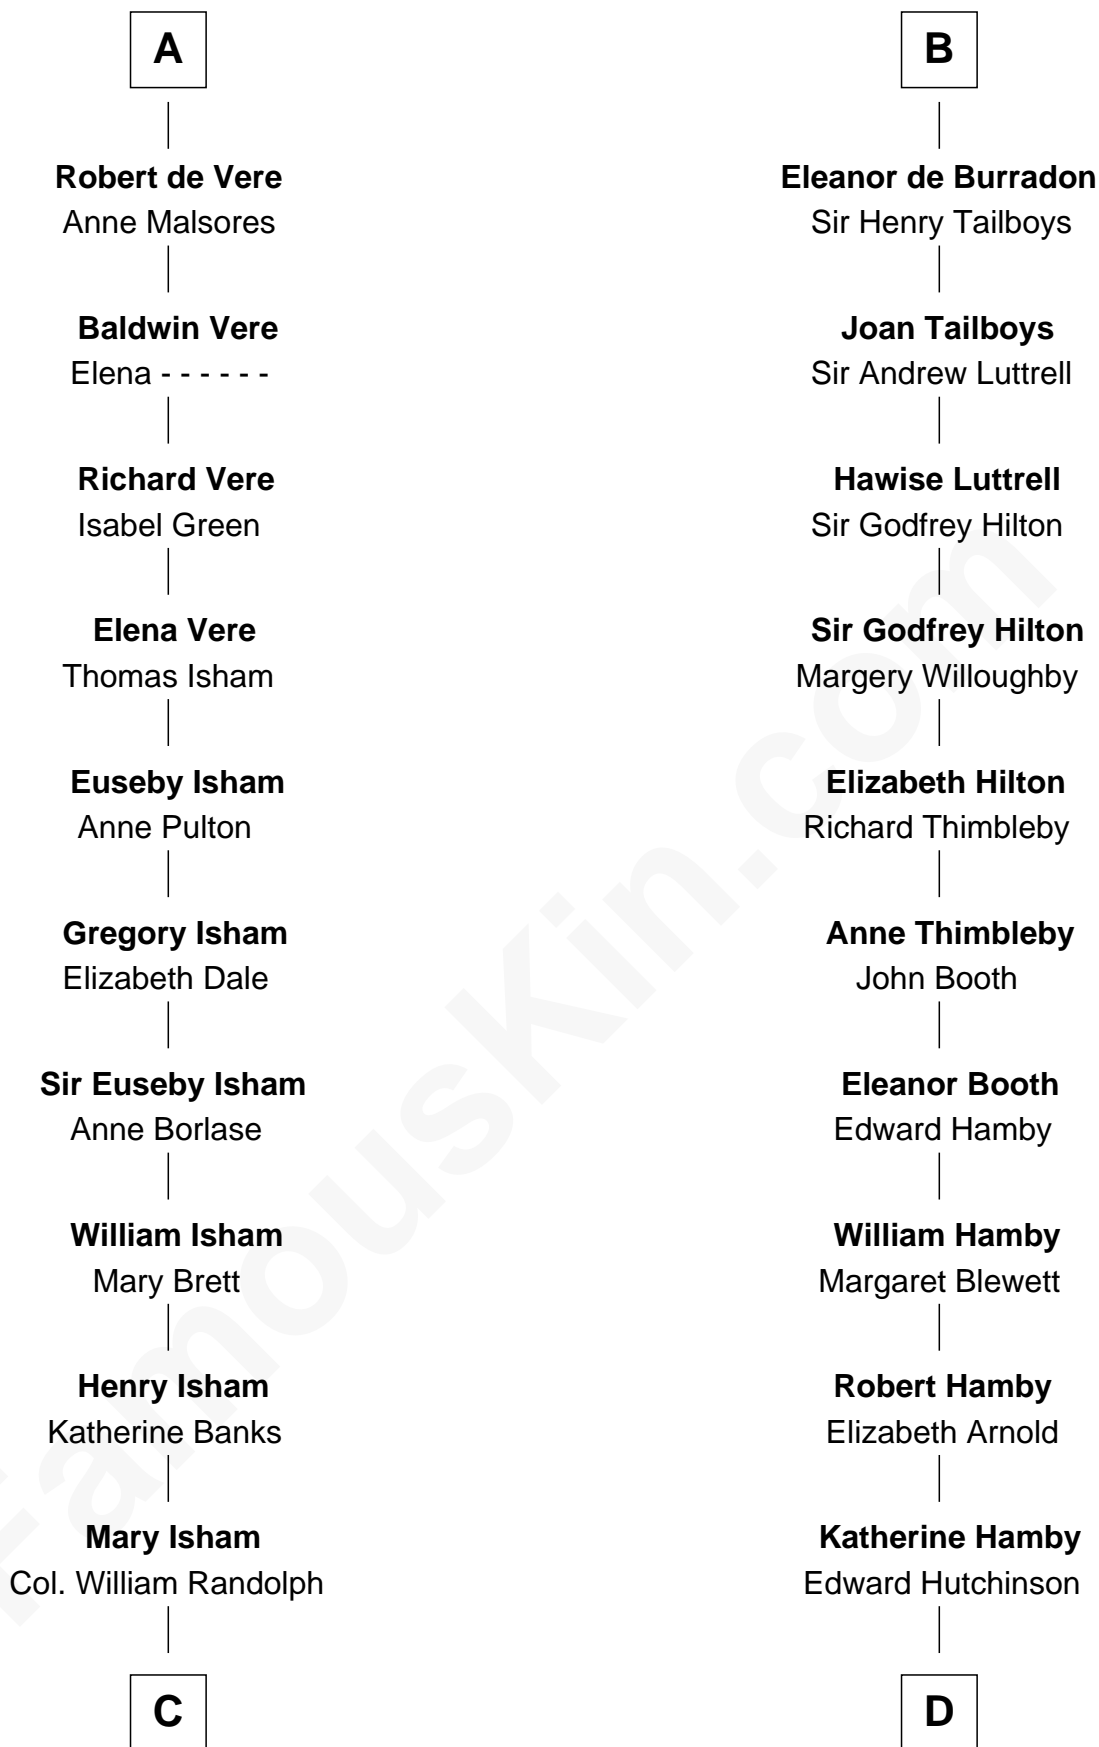 A
Robert de Vere
Anne Malsores
Baldwin Vere
Elena - - - - - -
Richard Vere
Isabel Green
Elena Vere
Thomas Isham
Euseby Isham
Anne Pulton
Gregory Isham
Elizabeth Dale
Sir Euseby Isham
Anne Borlase
William Isham
Mary Brett
Henry Isham
Katherine Banks
Mary Isham
Col. William Randolph
C
B
Eleanor de Burradon
Sir Henry Tailboys
Joan Tailboys
Sir Andrew Luttrell
Hawise Luttrell
Sir Godfrey Hilton
Sir Godfrey Hilton
Margery Willoughby
Elizabeth Hilton
Richard Thimbleby
Anne Thimbleby
John Booth
Eleanor Booth
Edward Hamby
William Hamby
Margaret Blewett
Robert Hamby
Elizabeth Arnold
Katherine Hamby
Edward Hutchinson
D
FamousKin.com